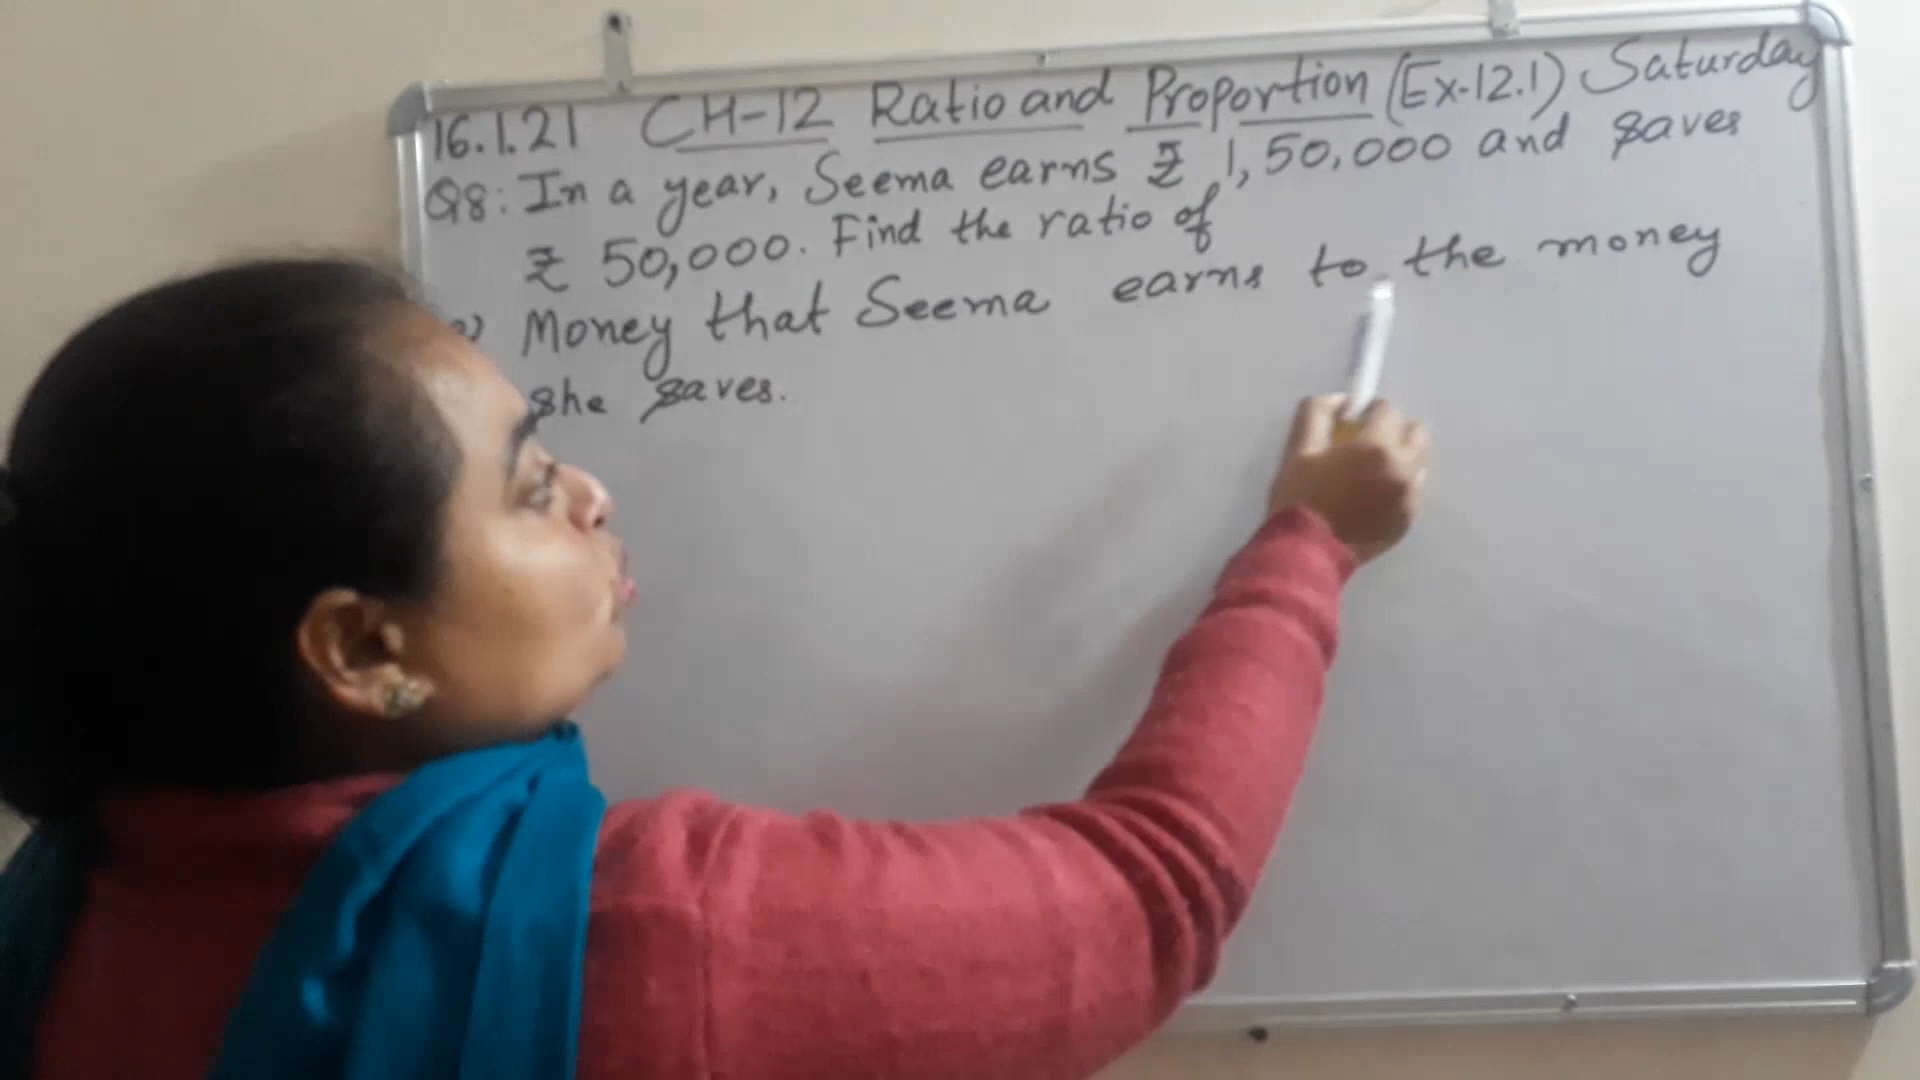 16.1.21 CH-12 Ratio and Proportion (Ex-12.1) Saturday
Q8: In a year, Seema earns ₹ 1,50,000 and saves
₹ 50,000. Find the ratio of
a) Money that Seema earns to the money
she saves.